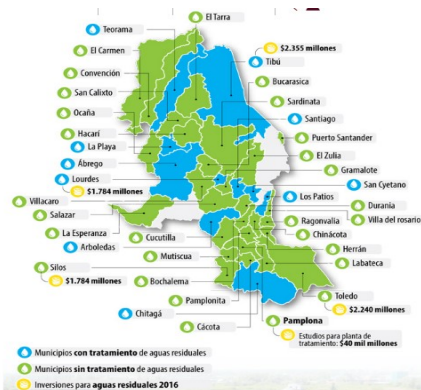 El Tarra
Teorama
El Carmen
$2.355 millones
Tibú
Convención
Bucarasica
San Calixto
Sardinata
Ocaña
Santiago
Hacarí
Puerto Santander
La Playa
El Zulia
Ábrego
Gramalote
Lourdes
San Cyetano
$1.784 millones
Los Patios
Villacaro
Durania
Salazar
Ragonvalia
Villa del rosario
La Esperanza
Cucutilla
Chinácota
Arboledas
Mutiscua
Herrán
Silos
Labateca
$1.784 millones
Bochalema
Pamplonita
Toledo
Chitagá
Pamplona
$2.240 millones
Cácota
Estudios para planta de
tratamiento: $40 mil millones
Municipios con tratamiento de aguas residuales
Municipios sin tratamiento de aguas residuales
Inversiones para aguas residuales 2016